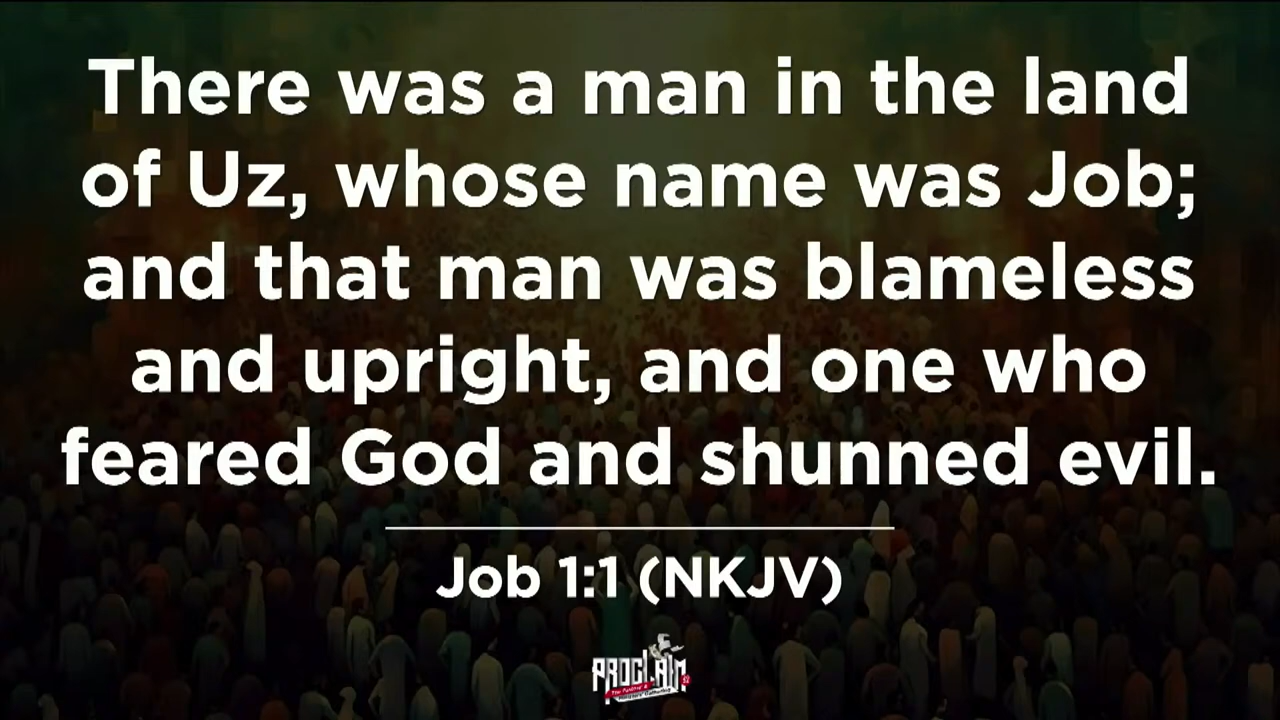 There was a man in the land
of Uz, whose name was Job;
and that man was blameless
and upright, and one who
feared God and shunned evil.
Job 1:1 (NKJV)
PROCLAIM